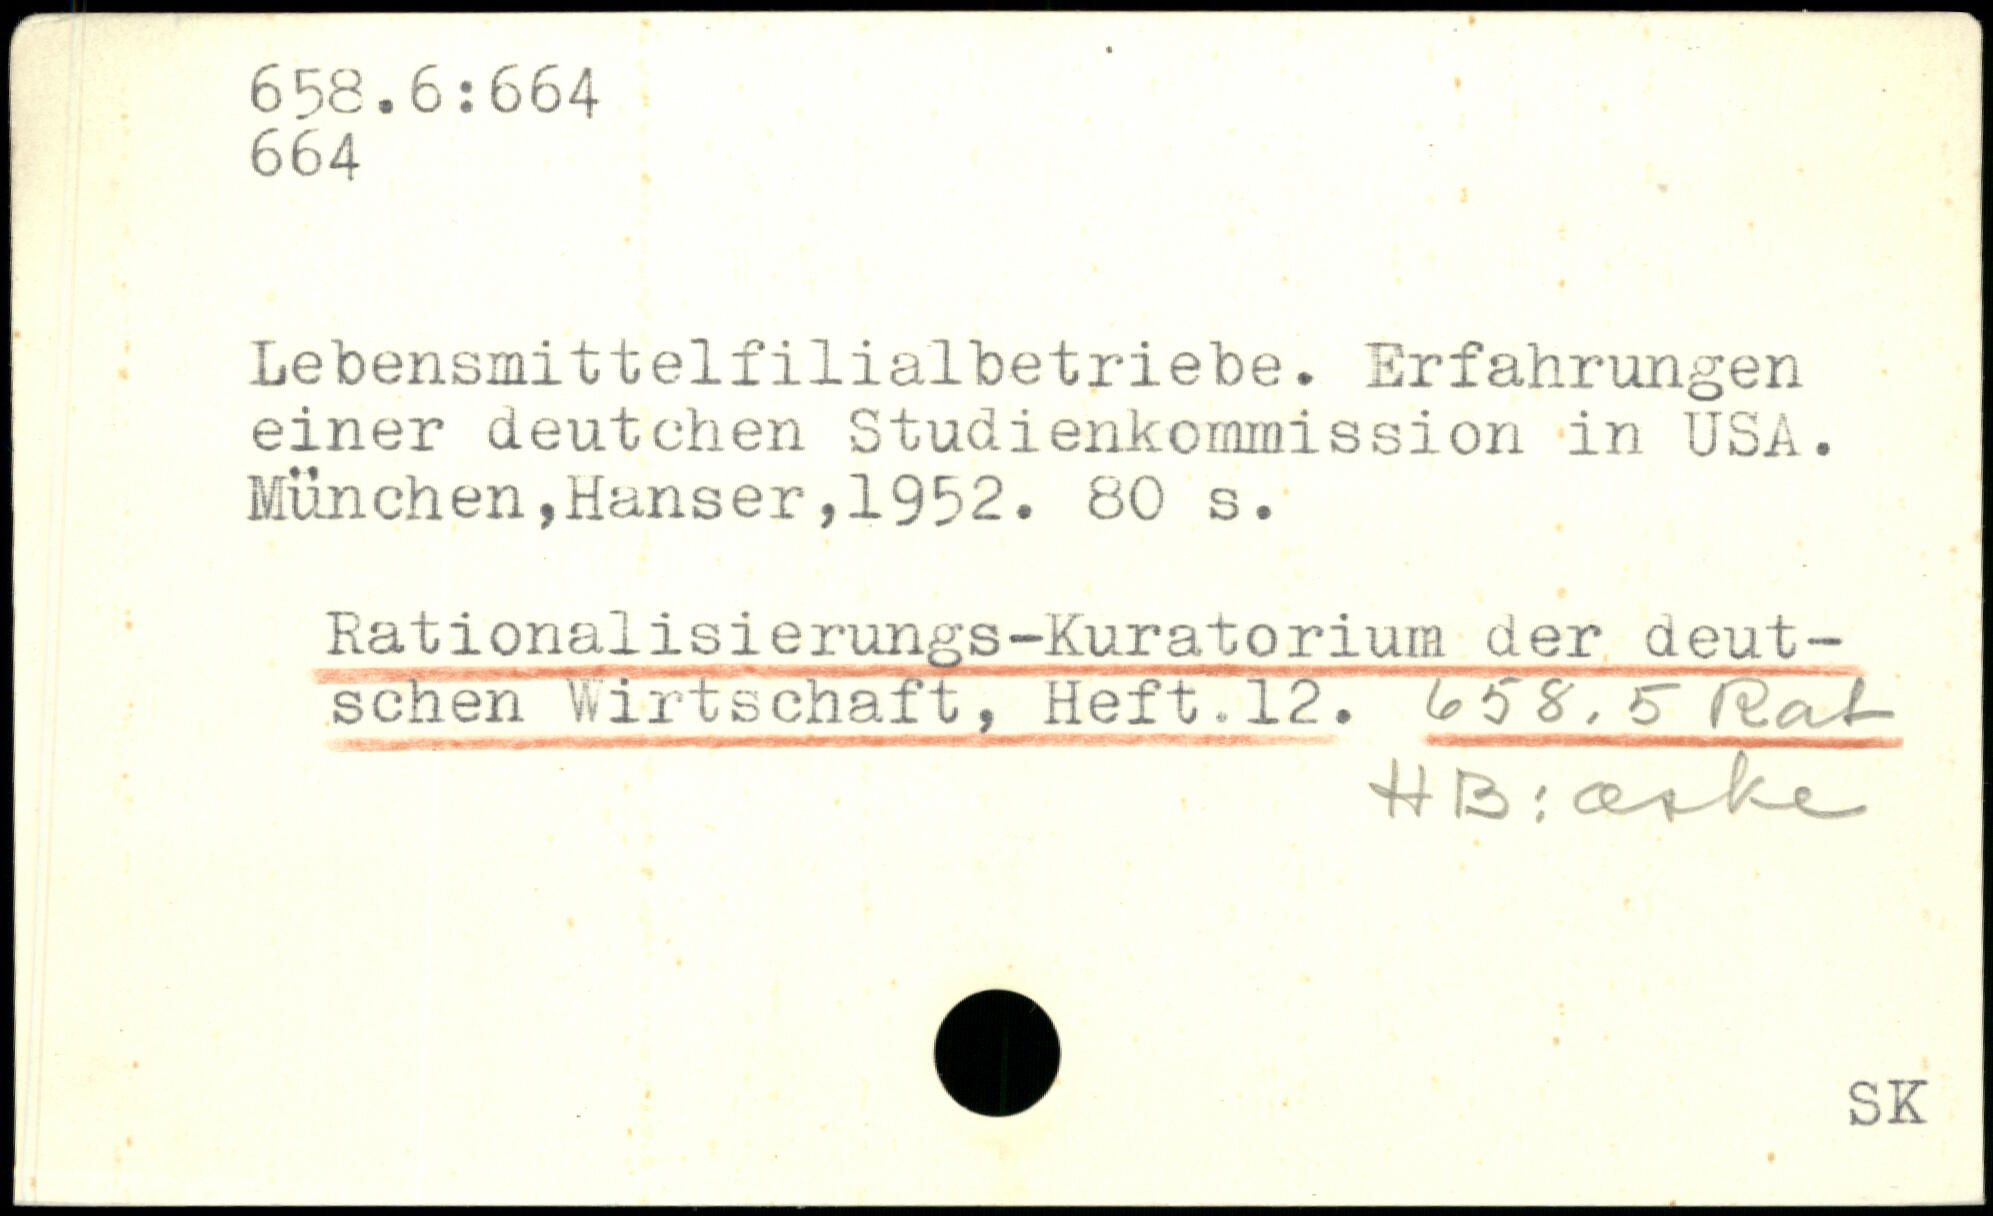 658.6:664
664
Lebensmittelfilialbetriebe. Erfahrungen
einer deutchen Studienkommission in USA.
München,Hanser,1952. 80 s.
Rationalisierungs-Kuratorium der deut-
schen Wirtschaft, Heft.12. 658.5 Rat
HB: æske
SK